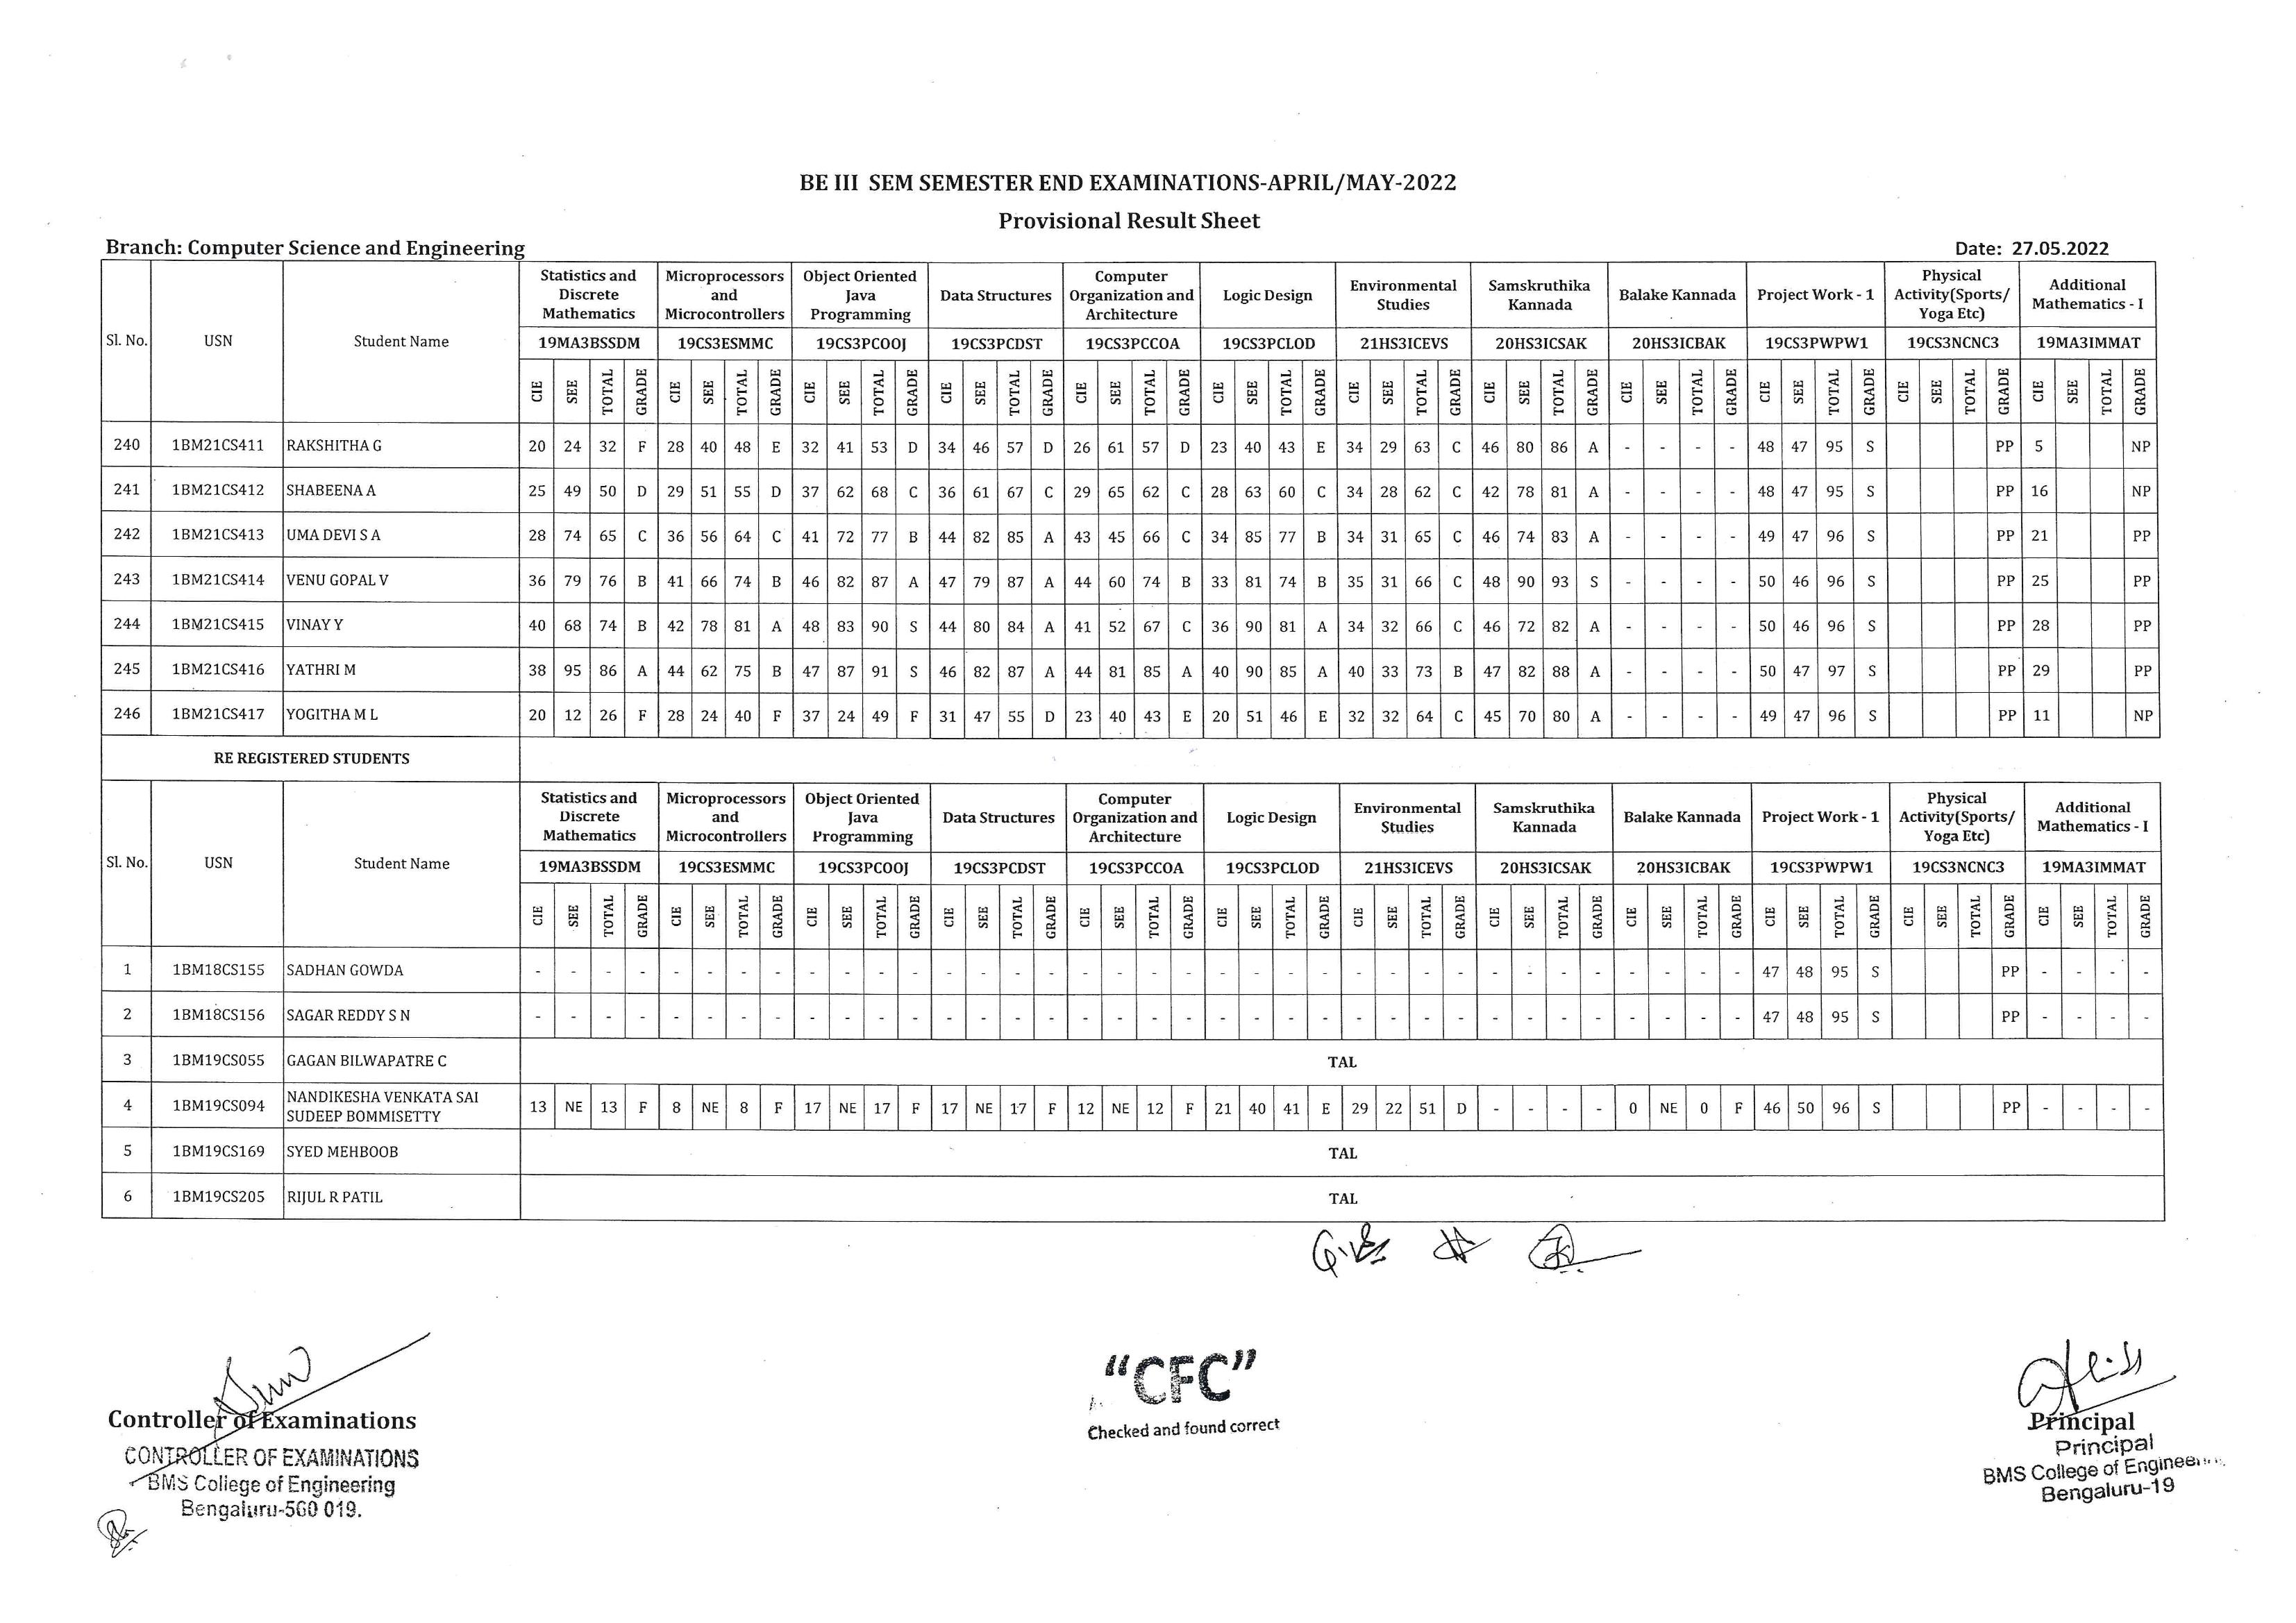 BE III SEM SEMESTER END EXAMINATIONS-APRIL/MAY-2022
Provisional Result Sheet
Branch: Computer Science and Engineering Date: 27.05.2022
Sl. No. USN Student Name Statistics and Discrete Mathematics Microprocessors and Microcontrollers Object Oriented Java Programming Data Structures Computer Organization and Architecture Logic Design Environmental Studies Samskruthika Kannada Balake Kannada Project Work - 1 Physical Activity(Sports/ Yoga Etc) Additional Mathematics - I
19MA3BSSDM 19CS3ESMMC 19CS3PCOOJ 19CS3PCDST 19CS3PCCOA 19CS3PCLOD 21HS3ICEVS 20HS3ICSAK 20HS3ICBAK 19CS3PWPW1 19CS3NCNC3 19MA3IMMAT
CIE SEE TOTAL GRADE CIE SEE TOTAL GRADE CIE SEE TOTAL GRADE CIE SEE TOTAL GRADE CIE SEE TOTAL GRADE CIE SEE TOTAL GRADE CIE SEE TOTAL GRADE CIE SEE TOTAL GRADE CIE SEE TOTAL GRADE CIE SEE TOTAL GRADE CIE SEE TOTAL GRADE CIE SEE TOTAL GRADE
240 1BM21CS411 RAKSHITHA G 20 24 32 F 28 40 48 E 32 41 53 D 34 46 57 D 26 61 57 D 23 40 43 E 34 29 63 C 46 80 86 A - - - - 48 47 95 S PP 5 NP
241 1BM21CS412 SHABEENA A 25 49 50 D 29 51 55 D 37 62 68 C 36 61 67 C 29 65 62 C 28 63 60 C 34 28 62 C 42 78 81 A - - - - 48 47 95 S PP 16 NP
242 1BM21CS413 UMA DEVI S A 28 74 65 C 36 56 64 C 41 72 77 B 44 82 85 A 43 45 66 C 34 85 77 B 34 31 65 C 46 74 83 A - - - - 49 47 96 S PP 21 PP
243 1BM21CS414 VENU GOPAL V 36 79 76 B 41 66 74 B 46 82 87 A 47 79 87 A 44 60 74 B 33 81 74 B 35 31 66 C 48 90 93 S - - - - 50 46 96 S PP 25 PP
244 1BM21CS415 VINAY Y 40 68 74 B 42 78 81 A 48 83 90 S 44 80 84 A 41 52 67 C 36 90 81 A 34 32 66 C 46 72 82 A - - - - 50 46 96 S PP 28 PP
245 1BM21CS416 YATHRI M 38 95 86 A 44 62 75 B 47 87 91 S 46 82 87 A 44 81 85 A 40 90 85 A 40 33 73 B 47 82 88 A - - - - 50 47 97 S PP 29 PP
246 1BM21CS417 YOGITHA M L 20 12 26 F 28 24 40 F 37 24 49 F 31 47 55 D 23 40 43 E 20 51 46 E 32 32 64 C 45 70 80 A - - - - 49 47 96 S PP 11 NP
RE REGISTERED STUDENTS
Sl. No. USN Student Name Statistics and Discrete Mathematics Microprocessors and Microcontrollers Object Oriented Java Programming Data Structures Computer Organization and Architecture Logic Design Environmental Studies Samskruthika Kannada Balake Kannada Project Work - 1 Physical Activity(Sports/ Yoga Etc) Additional Mathematics - I
19MA3BSSDM 19CS3ESMMC 19CS3PCOOJ 19CS3PCDST 19CS3PCCOA 19CS3PCLOD 21HS3ICEVS 20HS3ICSAK 20HS3ICBAK 19CS3PWPW1 19CS3NCNC3 19MA3IMMAT
CIE SEE TOTAL GRADE CIE SEE TOTAL GRADE CIE SEE TOTAL GRADE CIE SEE TOTAL GRADE CIE SEE TOTAL GRADE CIE SEE TOTAL GRADE CIE SEE TOTAL GRADE CIE SEE TOTAL GRADE CIE SEE TOTAL GRADE CIE SEE TOTAL GRADE CIE SEE TOTAL GRADE CIE SEE TOTAL GRADE
1 1BM18CS155 SADHAN GOWDA - - - - - - - - - - - - - - - - - - - - - - - - - - - - - - - - - - - - 47 48 95 S PP - - - -
2 1BM18CS156 SAGAR REDDY S N - - - - - - - - - - - - - - - - - - - - - - - - - - - - - - - - - - - - 47 48 95 S PP - - - -
3 1BM19CS055 GAGAN BILWAPATRE C TAL
4 1BM19CS094 NANDIKESHA VENKATA SAI SUDEEP BOMMISETTY 13 NE 13 F 8 NE 8 F 17 NE 17 F 17 NE 17 F 12 NE 12 F 21 40 41 E 29 22 51 D - - - - 0 NE 0 F 46 50 96 S PP - - - -
5 1BM19CS169 SYED MEHBOOB TAL
6 1BM19CS205 RIJUL R PATIL TAL
Controller of Examinations
CONTROLLER OF EXAMINATIONS
BMS College of Engineering
Bengaluru-560 019.
"CFC"
Checked and found correct
Principal
Principal
BMS College of Engineering
Bengaluru-19